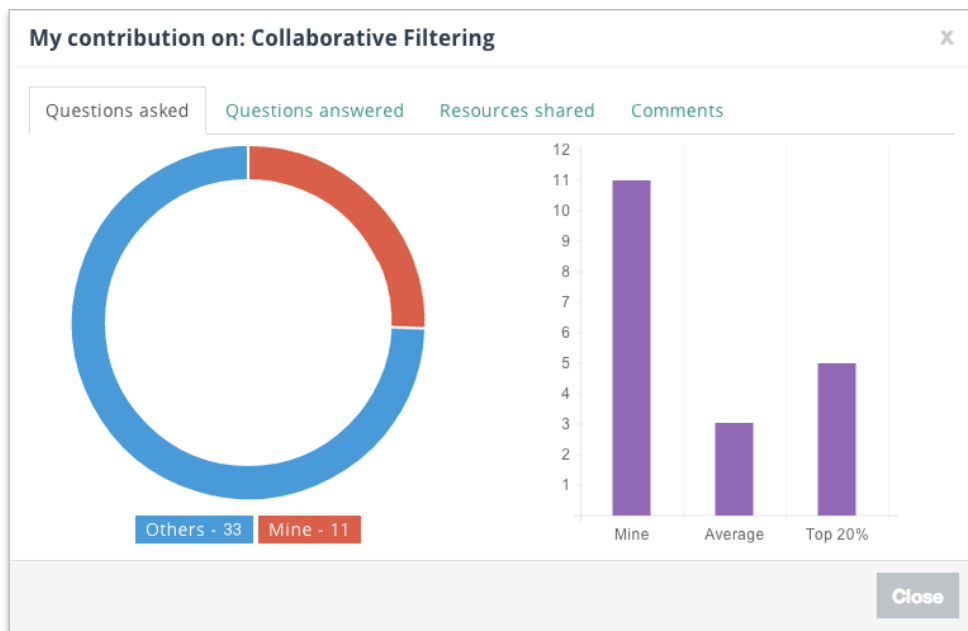 My contribution on: Collaborative Filtering
x
Questions asked Questions answered Resources shared Comments
12
11
10
9
8
7
6
5
4
3
2
1
Mine Average Top 20%
Others - 33 Mine - 11
Close